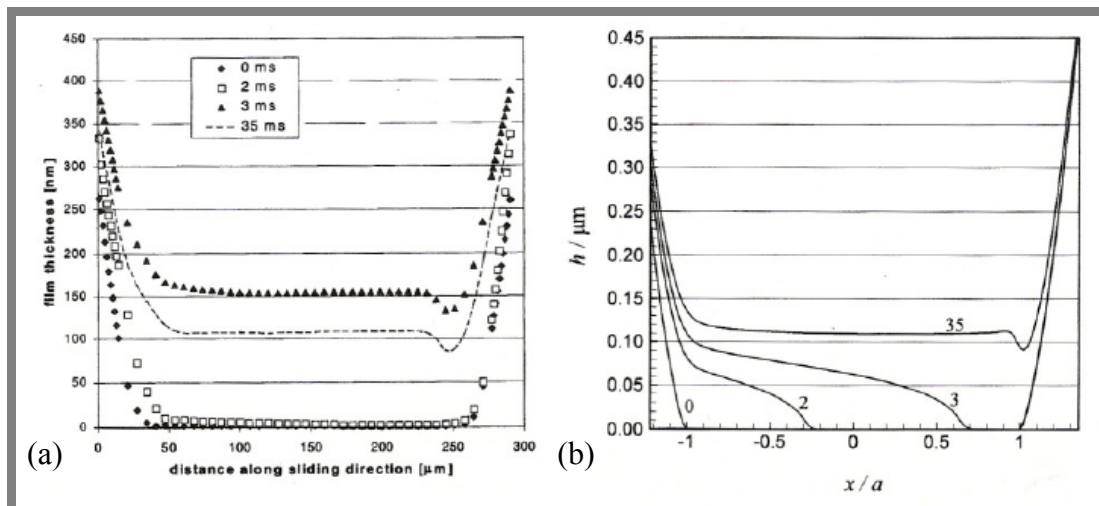 450
400
350
300
250
200
150
100
50
0
film thickness [nm]
0 ms
2 ms
3 ms
35 ms
0 50 100 150 200 250 300
distance along sliding direction [μm]
(a)
0.45
0.40
0.35
0.30
0.25
0.20
0.15
0.10
0.05
0.00
h / μm
35
0
2
3
-1 -0.5 0 0.5 1
x/a
(b)